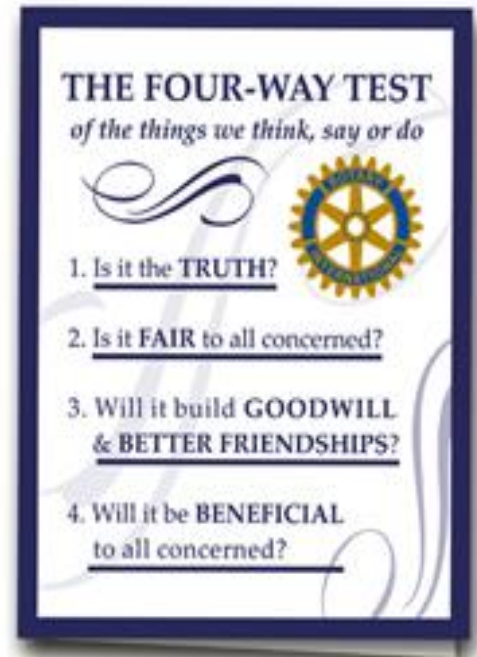 THE FOUR-WAY TEST
of the things we think, say or do
ROTARY
INTERNATIONAL
1. Is it the TRUTH?
2. Is it FAIR to all concerned?
3. Will it build GOODWILL
& BETTER FRIENDSHIPS?
4. Will it be BENEFICIAL
to all concerned?